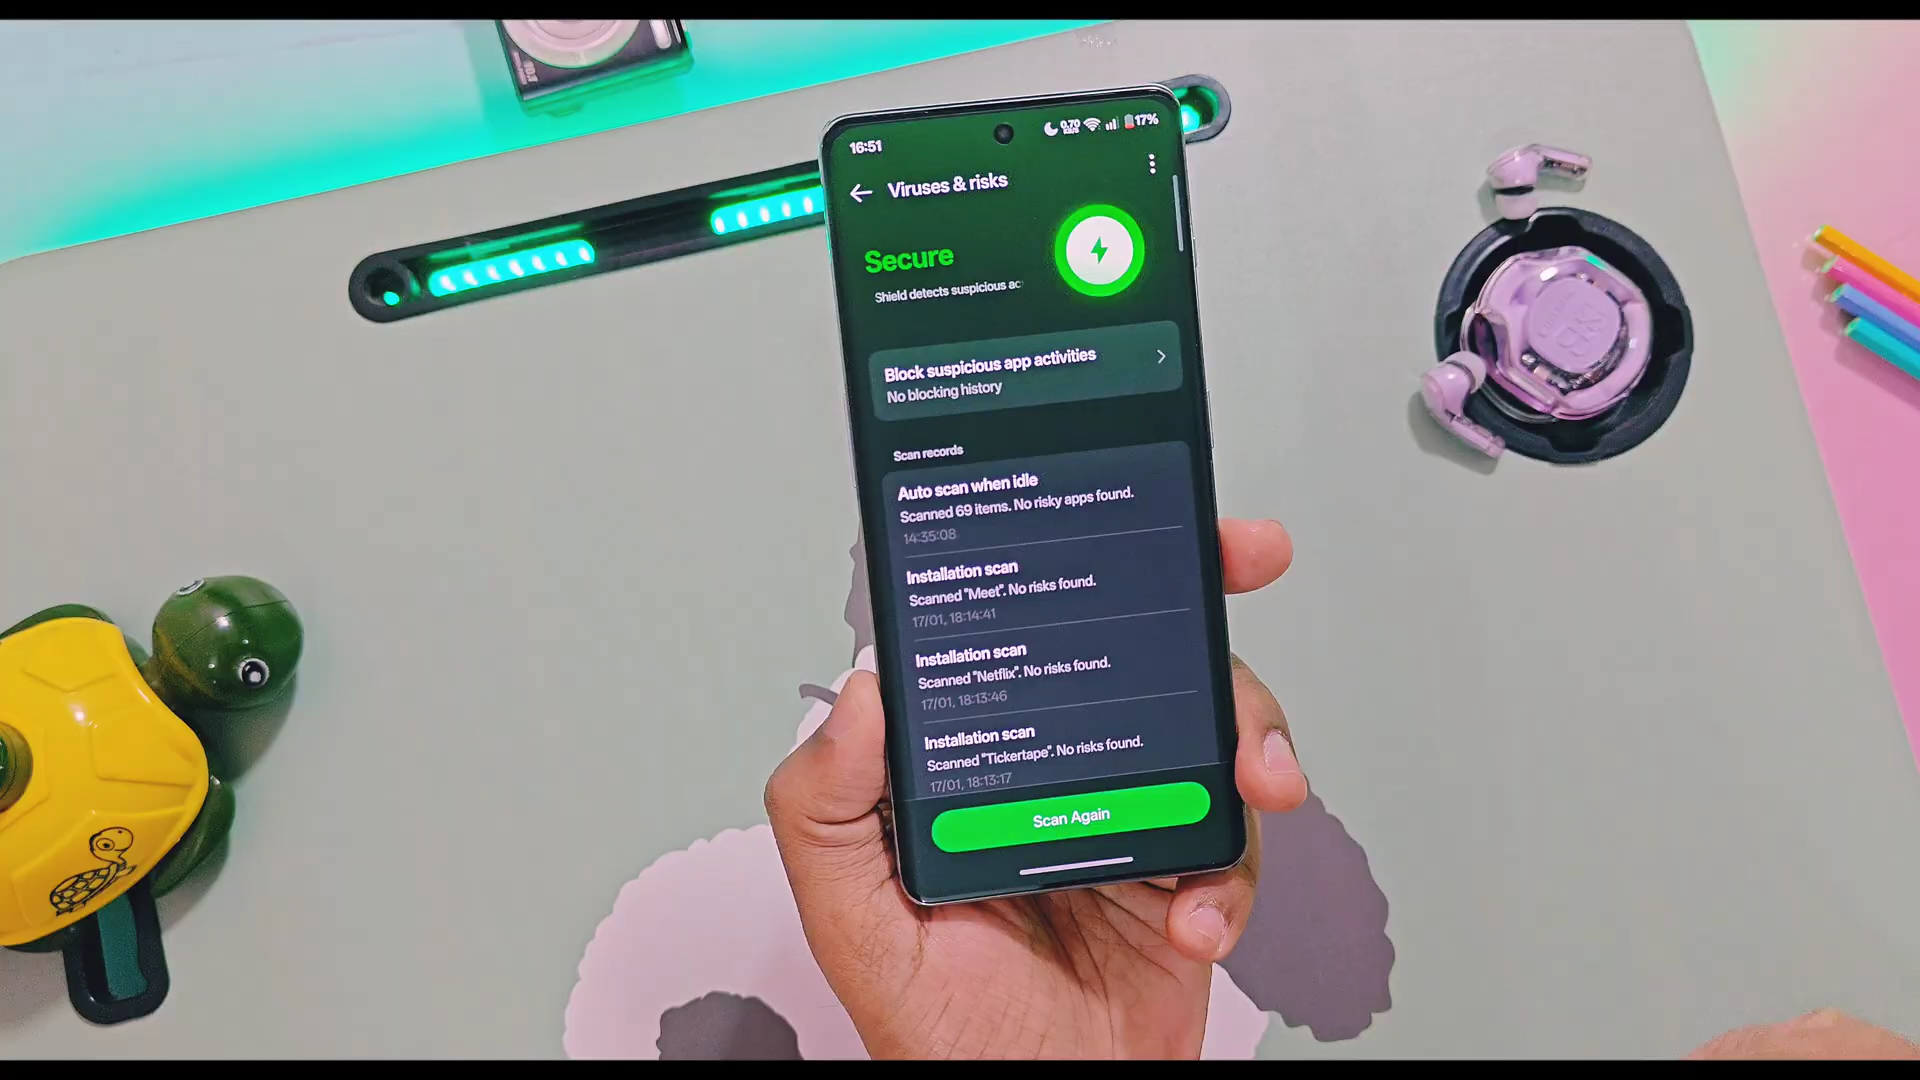 16:51
0.70
KB/S
17%
Viruses & risks
Secure
Shield detects suspicious ac
Block suspicious app activities
No blocking history
Scan records
Auto scan when idle
Scanned 69 items. No risky apps found.
14:35:08
Installation scan
Scanned "Meet". No risks found.
17/01, 18:14:41
Installation scan
Scanned "Netflix". No risks found.
17/01, 18:13:46
Installation scan
Scanned "Tickertape". No risks found.
17/01, 18:13:17
Scan Again